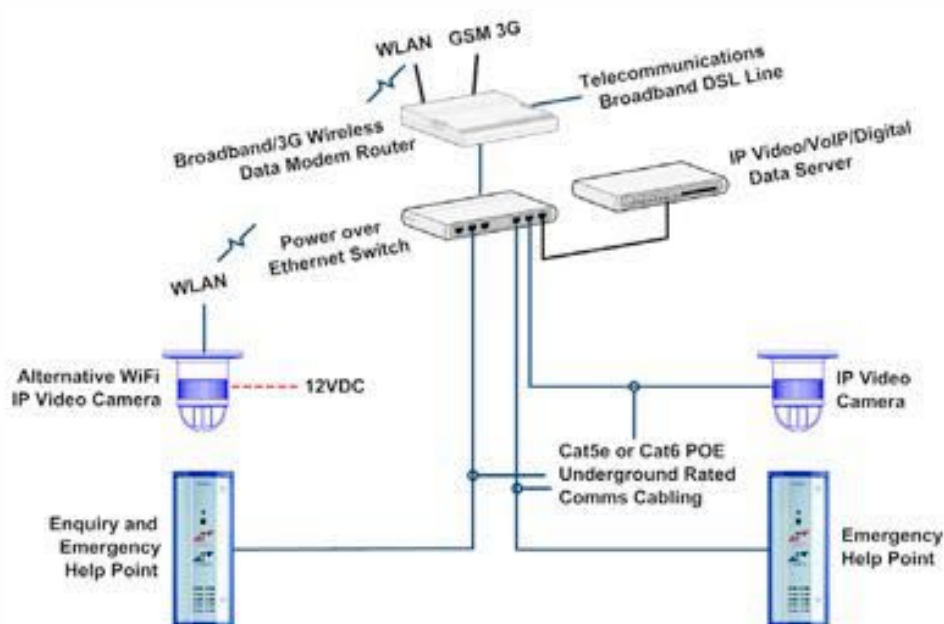 WLAN
GSM 3G
Telecommunications
Broadband DSL Line
Broadband/3G Wireless
Data Modem Router
IP Video/VoIP/Digital
Data Server
Power over
Ethernet Switch
WLAN
Alternative WiFi
IP Video Camera
12VDC
IP Video
Camera
Cat5e or Cat6 POE
Underground Rated
Comms Cabling
Enquiry and
Emergency
Help Point
Emergency
Help Point